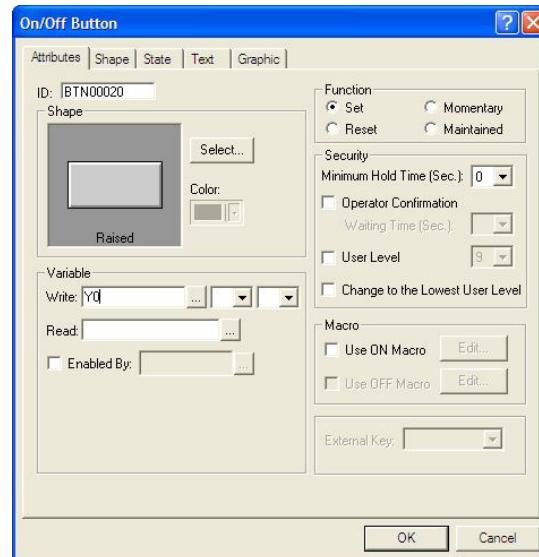 On/Off Button
Attributes Shape State Text Graphic
ID: BTN00020
Shape
Select...
Color:
Raised
Variable
Write: Y0 ...
Read: ...
Enabled By: ...
Function
Set Momentary
Reset Maintained
Security
Minimum Hold Time (Sec.): 0
Operator Confirmation
Waiting Time (Sec.):
User Level 9
Change to the Lowest User Level
Macro
Use ON Macro Edit...
Use OFF Macro Edit...
External Key:
OK Cancel